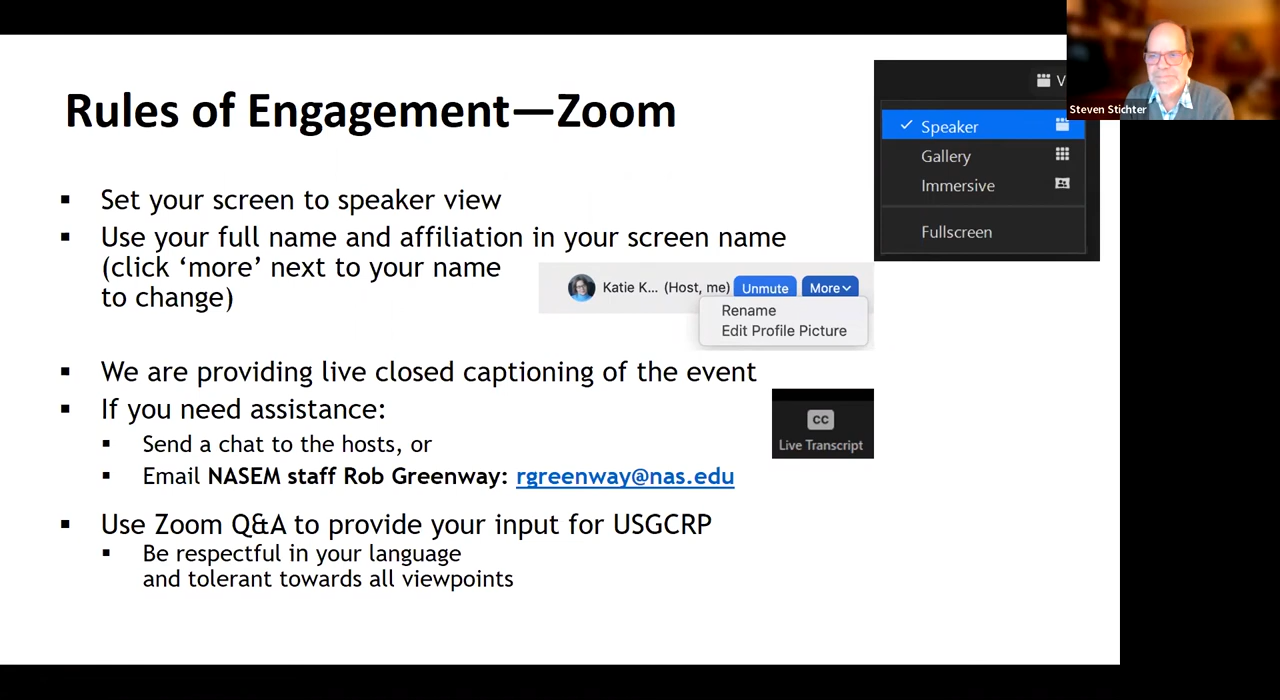 Rules of Engagement—Zoom
V
Steven Stichter
Speaker
Gallery
Immersive
Fullscreen
Set your screen to speaker view
Use your full name and affiliation in your screen name
(click ‘more’ next to your name
to change)
Katie K... (Host, me) Unmute More
Rename
Edit Profile Picture
We are providing live closed captioning of the event
If you need assistance:
CC
Live Transcript
Send a chat to the hosts, or
Email NASEM staff Rob Greenway: rgreenway@nas.edu
Use Zoom Q&A to provide your input for USGCRP
Be respectful in your language
and tolerant towards all viewpoints